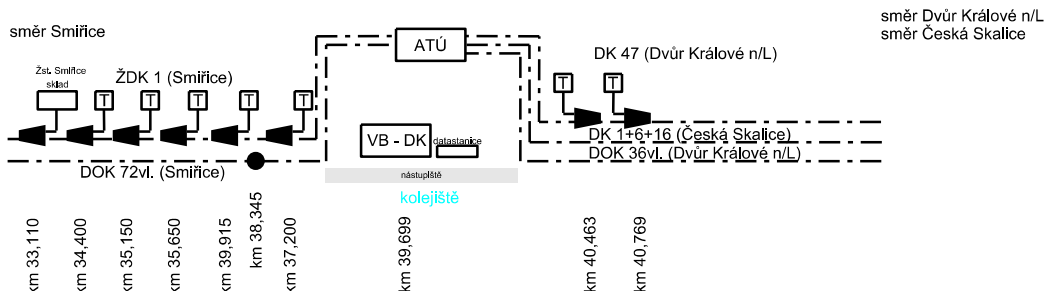 směr Dvůr Králové n/L
směr Smiřice
směr Česká Skalice
ATÚ
DK 47 (Dvůr Králové n/L)
Žst. Smiřice
sklad
ŽDK 1 (Smiřice)
T
T
T
T
T
T
T
VB - DK
datastanice
DK 1+6+16 (Česká Skalice)
DOK 36vl. (Dvůr Králové n/L)
DOK 72vl. (Smiřice)
nástupiště
kolejiště
km 33,110
km 34,400
km 35,150
km 35,650
km 39,915
km 38,345
km 37,200
km 39,699
km 40,463
km 40,769